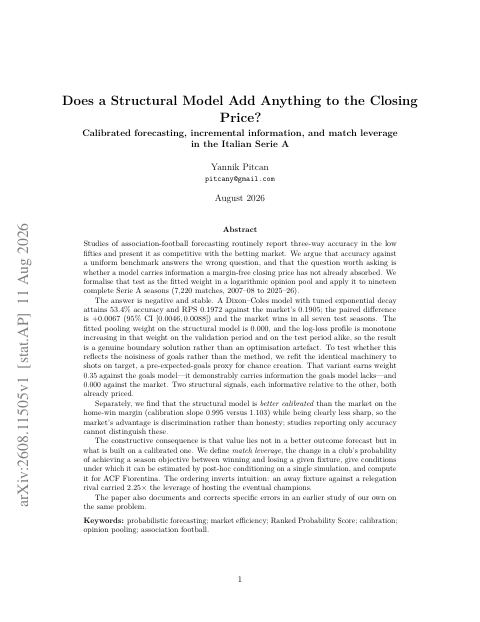 Does a Structural Model Add Anything to the Closing
Price?
Calibrated forecasting, incremental information, and match leverage
in the Italian Serie A
Yannik Pitcan
pitcany@gmail.com
August 2026
Abstract
Studies of association-football forecasting routinely report three-way accuracy in the low
fifties and present it as competitive with the betting market. We argue that accuracy against
a uniform benchmark answers the wrong question, and that the question worth asking is
whether a model carries information a margin-free closing price has not already absorbed. We
formalise that test as the fitted weight in a logarithmic opinion pool and apply it to nineteen
complete Serie A seasons (7,220 matches, 2007–08 to 2025–26).
The answer is negative and stable. A Dixon–Coles model with tuned exponential decay
attains 53.4% accuracy and RPS 0.1972 against the market's 0.1905; the paired difference
is +0.0067 (95% CI [0.0046, 0.0088]) and the market wins in all seven test seasons. The
fitted pooling weight on the structural model is 0.000, and the log-loss profile is monotone
increasing in that weight on the validation period and on the test period alike, so the result
is a genuine boundary solution rather than an optimisation artefact. To test whether this
reflects the noisiness of goals rather than the method, we refit the identical machinery to
shots on target, a pre-expected-goals proxy for chance creation. That variant earns weight
0.35 against the goals model—it demonstrably carries information the goals model lacks—and
0.000 against the market. Two structural signals, each informative relative to the other, both
already priced.
Separately, we find that the structural model is better calibrated than the market on the
home-win margin (calibration slope 0.995 versus 1.103) while being clearly less sharp, so the
market's advantage is discrimination rather than honesty; studies reporting only accuracy
cannot distinguish these.
The constructive consequence is that value lies not in a better outcome forecast but in
what is built on a calibrated one. We define match leverage, the change in a club's probability
of achieving a season objective between winning and losing a given fixture, give conditions
under which it can be estimated by post-hoc conditioning on a single simulation, and compute
it for ACF Fiorentina. The ordering inverts intuition: an away fixture against a relegation
rival carried 2.25× the leverage of hosting the eventual champions.
The paper also documents and corrects specific errors in an earlier study of our own on
the same problem.
Keywords: probabilistic forecasting; market efficiency; Ranked Probability Score; calibration;
opinion pooling; association football.
1
arXiv:2608.11505v1 [stat.AP] 11 Aug 2026